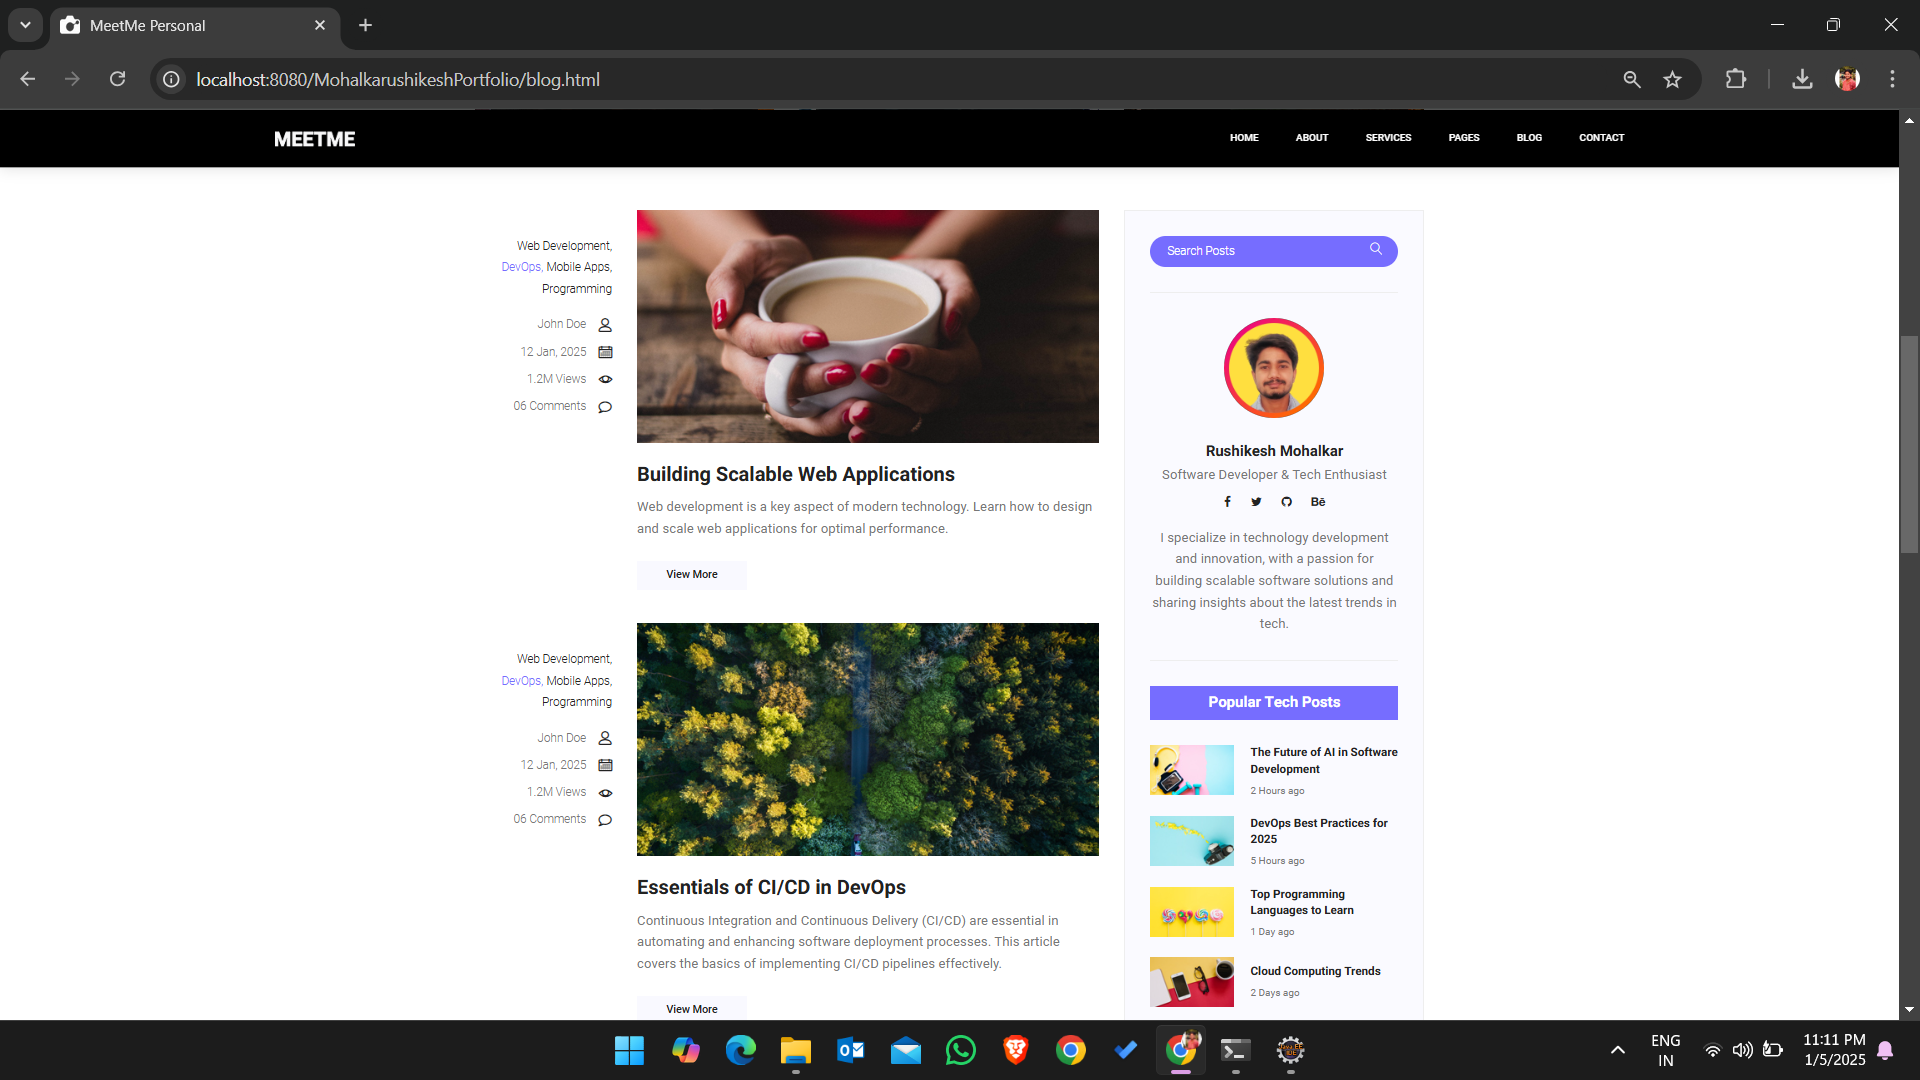 MeetMe Personal
localhost:8080/MohalkarushikeshPortfolio/blog.html
MEETME
HOME ABOUT SERVICES PAGES BLOG CONTACT
Web Development,
DevOps, Mobile Apps,
Programming
John Doe
12 Jan, 2025
1.2M Views
06 Comments
Building Scalable Web Applications
Web development is a key aspect of modern technology. Learn how to design
and scale web applications for optimal performance.
View More
Web Development,
DevOps, Mobile Apps,
Programming
John Doe
12 Jan, 2025
1.2M Views
06 Comments
Essentials of CI/CD in DevOps
Continuous Integration and Continuous Delivery (CI/CD) are essential in
automating and enhancing software deployment processes. This article
covers the basics of implementing CI/CD pipelines effectively.
View More
Search Posts
Rushikesh Mohalkar
Software Developer & Tech Enthusiast
Bē
I specialize in technology development
and innovation, with a passion for
building scalable software solutions and
sharing insights about the latest trends in
tech.
Popular Tech Posts
The Future of AI in Software
Development
2 Hours ago
DevOps Best Practices for
2025
5 Hours ago
Top Programming
Languages to Learn
1 Day ago
Cloud Computing Trends
2 Days ago
ENG
IN
11:11 PM
1/5/2025